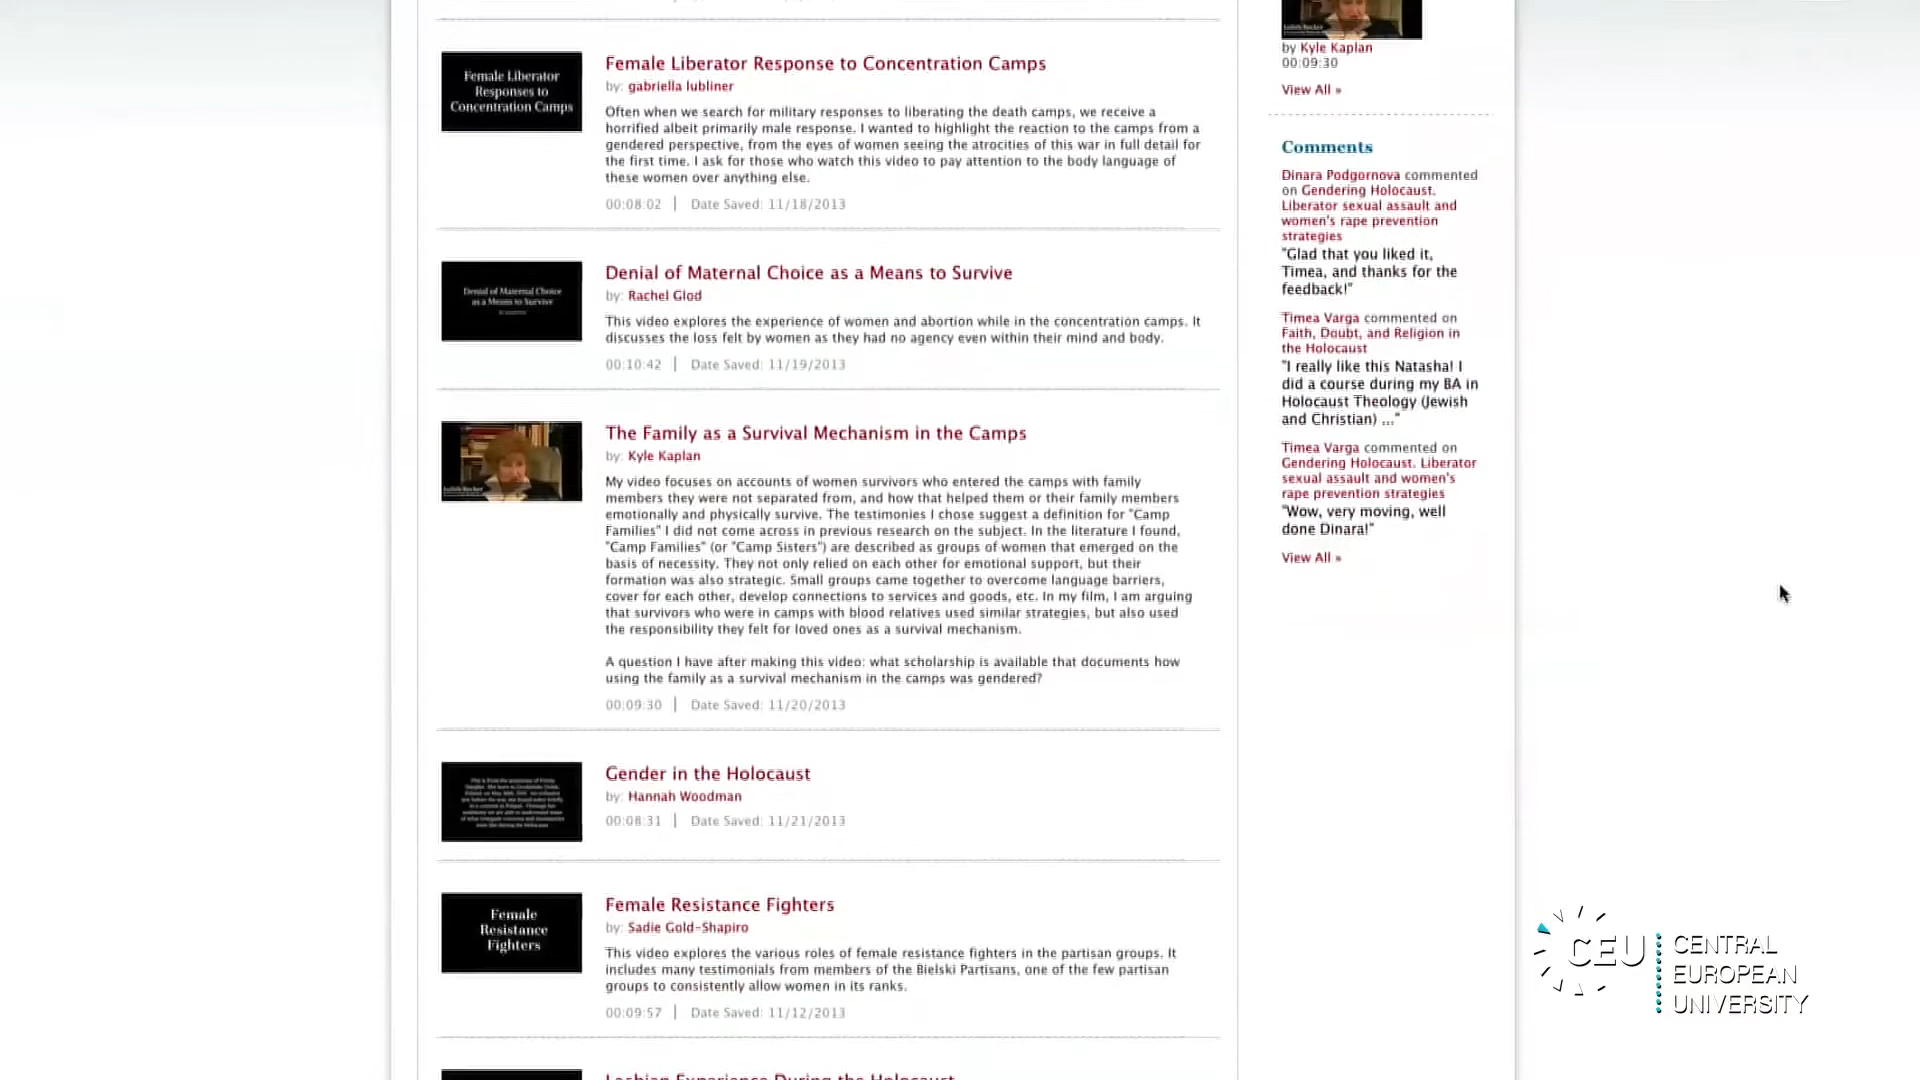 Female Liberator
Responses to
Concentration Camps
Female Liberator Response to Concentration Camps
by: gabriella lubliner
Often when we search for military responses to liberating the death camps, we receive a
horrified albeit primarily male response. I wanted to highlight the reaction to the camps from a
gendered perspective, from the eyes of women seeing the atrocities of this war in full detail for
the first time. I ask for those who watch this video to pay attention to the body language of
these women over anything else.
00:08:02 | Date Saved: 11/18/2013
Denial of Maternal Choice
as a Means to Survive
Denial of Maternal Choice as a Means to Survive
by: Rachel Glod
This video explores the experience of women and abortion while in the concentration camps. It
discusses the loss felt by women as they had no agency even within their mind and body.
00:10:42 | Date Saved: 11/19/2013
The Family as a Survival Mechanism in the Camps
by: Kyle Kaplan
My video focuses on accounts of women survivors who entered the camps with family
members they were not separated from, and how that helped them or their family members
emotionally and physically survive. The testimonies I chose suggest a definition for "Camp
Families" I did not come across in previous research on the subject. In the literature I found,
"Camp Families" (or "Camp Sisters") are described as groups of women that emerged on the
basis of necessity. They not only relied on each other for emotional support, but their
formation was also strategic. Small groups came together to overcome language barriers,
cover for each other, develop connections to services and goods, etc. In my film, I am arguing
that survivors who were in camps with blood relatives used similar strategies, but also used
the responsibility they felt for loved ones as a survival mechanism.
A question I have after making this video: what scholarship is available that documents how
using the family as a survival mechanism in the camps was gendered?
00:09:30 | Date Saved: 11/20/2013
Gender in the Holocaust
by: Hannah Woodman
00:08:31 | Date Saved: 11/21/2013
Female
Resistance
Fighters
Female Resistance Fighters
by: Sadie Gold-Shapiro
This video explores the various roles of female resistance fighters in the partisan groups. It
includes many testimonials from members of the Bielski Partisans, one of the few partisan
groups to consistently allow women in its ranks.
00:09:57 | Date Saved: 11/12/2013
Lesbian Experience During the Holocaust
by Kyle Kaplan
00:09:30
View All »
Comments
Dinara Podgornova commented
on Gendering Holocaust.
Liberator sexual assault and
women's rape prevention
strategies
"Glad that you liked it,
Timea, and thanks for the
feedback!"
Timea Varga commented on
Faith, Doubt, and Religion in
the Holocaust
"I really like this Natasha! I
did a course during my BA in
Holocaust Theology (Jewish
and Christian) ..."
Timea Varga commented on
Gendering Holocaust. Liberator
sexual assault and women's
rape prevention strategies
"Wow, very moving, well
done Dinara!"
View All »
CEU
CENTRAL
EUROPEAN
UNIVERSITY